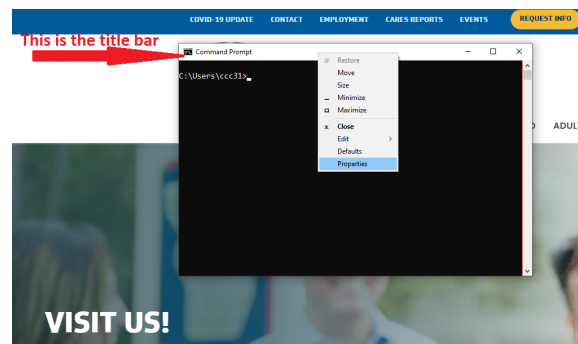 COVID-19 UPDATE CONTACT EMPLOYMENT CARES REPORTS EVENTS REQUEST INFO
This is the title bar
Command Prompt
C:\Users\ccc31>_
Restore
Move
Size
Minimize
Maximize
Close
Edit
Defaults
Properties
ADUL
VISIT US!